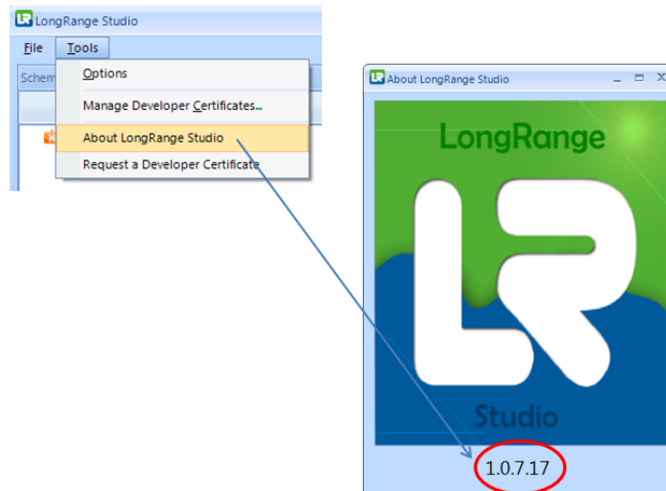 LongRange Studio
File Tools
Schem
Options
Manage Developer Certificates...
About LongRange Studio
Request a Developer Certificate
About LongRange Studio
LongRange
LR
Studio
1.0.7.17